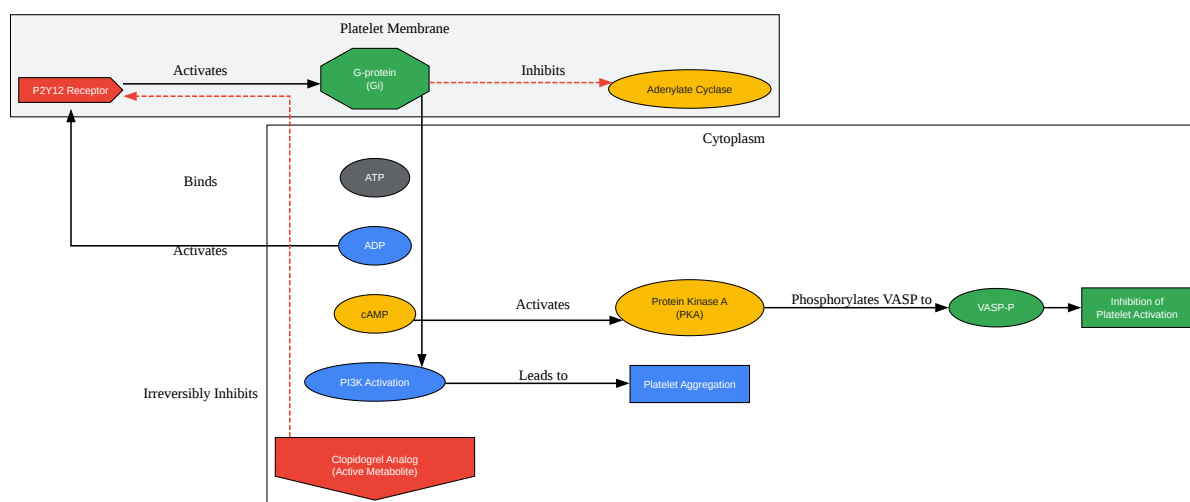 Platelet Membrane
P2Y12 Receptor
Activates
G-protein
(Gi)
Inhibits
Adenylate Cyclase
Cytoplasm
ATP
Binds
Activates
ADP
cAMP
Activates
Protein Kinase A
(PKA)
Phosphorylates VASP to
VASP-P
Inhibition of
Platelet Activation
PI3K Activation
Leads to
Platelet Aggregation
Irreversibly Inhibits
Clopidogrel Analog
(Active Metabolite)